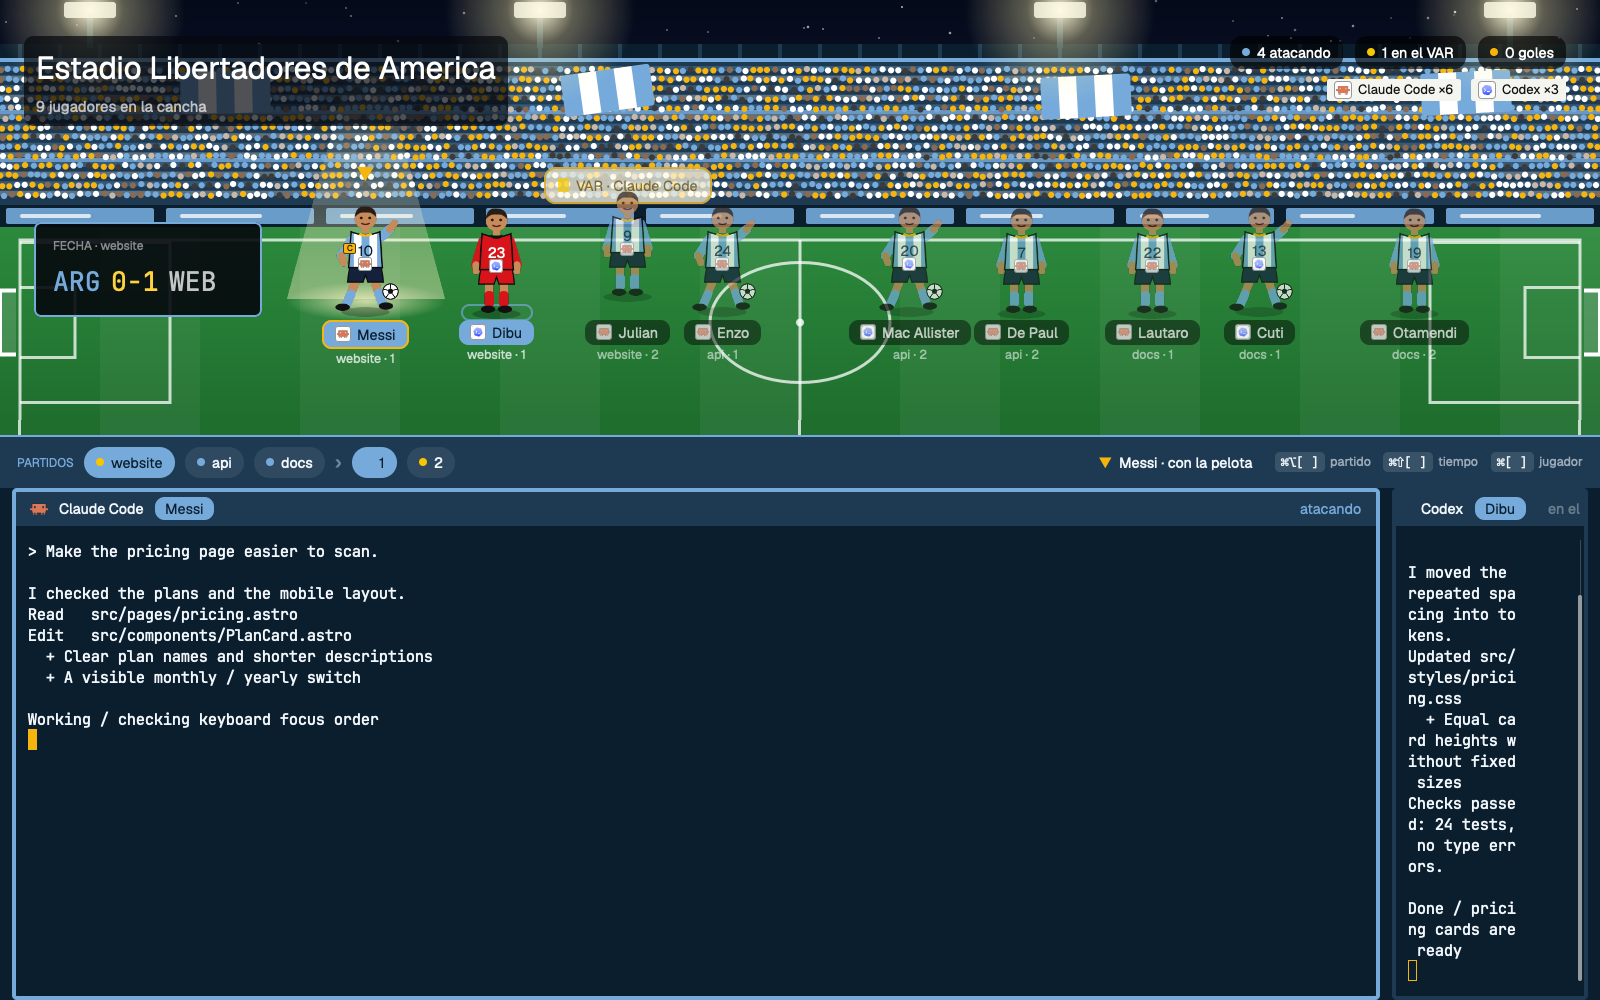 Estadio Libertadores de America
9 jugadores en la cancha
4 atacando
1 en el VAR
0 goles
Claude Code ×6
Codex ×3
VAR · Claude Code
FECHA · website
ARG 0-1 WEB
C
10
23
9
24
20
7
22
13
19
Messi
Dibu
Julian
Enzo
Mac Allister
De Paul
Lautaro
Cuti
Otamendi
website · 1
website · 1
website · 2
api · 1
api · 2
api · 2
docs · 1
docs · 1
docs · 2
PARTIDOS
website
api
docs
›
1
2
Messi · con la pelota
⌘⌥[ ] partido
⌘⇧[ ] tiempo
⌘[ ] jugador
Claude Code
Messi
atacando
> Make the pricing page easier to scan.
I checked the plans and the mobile layout.
Read   src/pages/pricing.astro
Edit   src/components/PlanCard.astro
+ Clear plan names and shorter descriptions
+ A visible monthly / yearly switch
Working / checking keyboard focus order
Codex
Dibu
en el
I moved the
repeated spa
cing into to
kens.
Updated src/
styles/prici
ng.css
+ Equal ca
rd heights w
ithout fixed
sizes
Checks passe
d: 24 tests,
no type err
ors.
Done / prici
ng cards are
ready